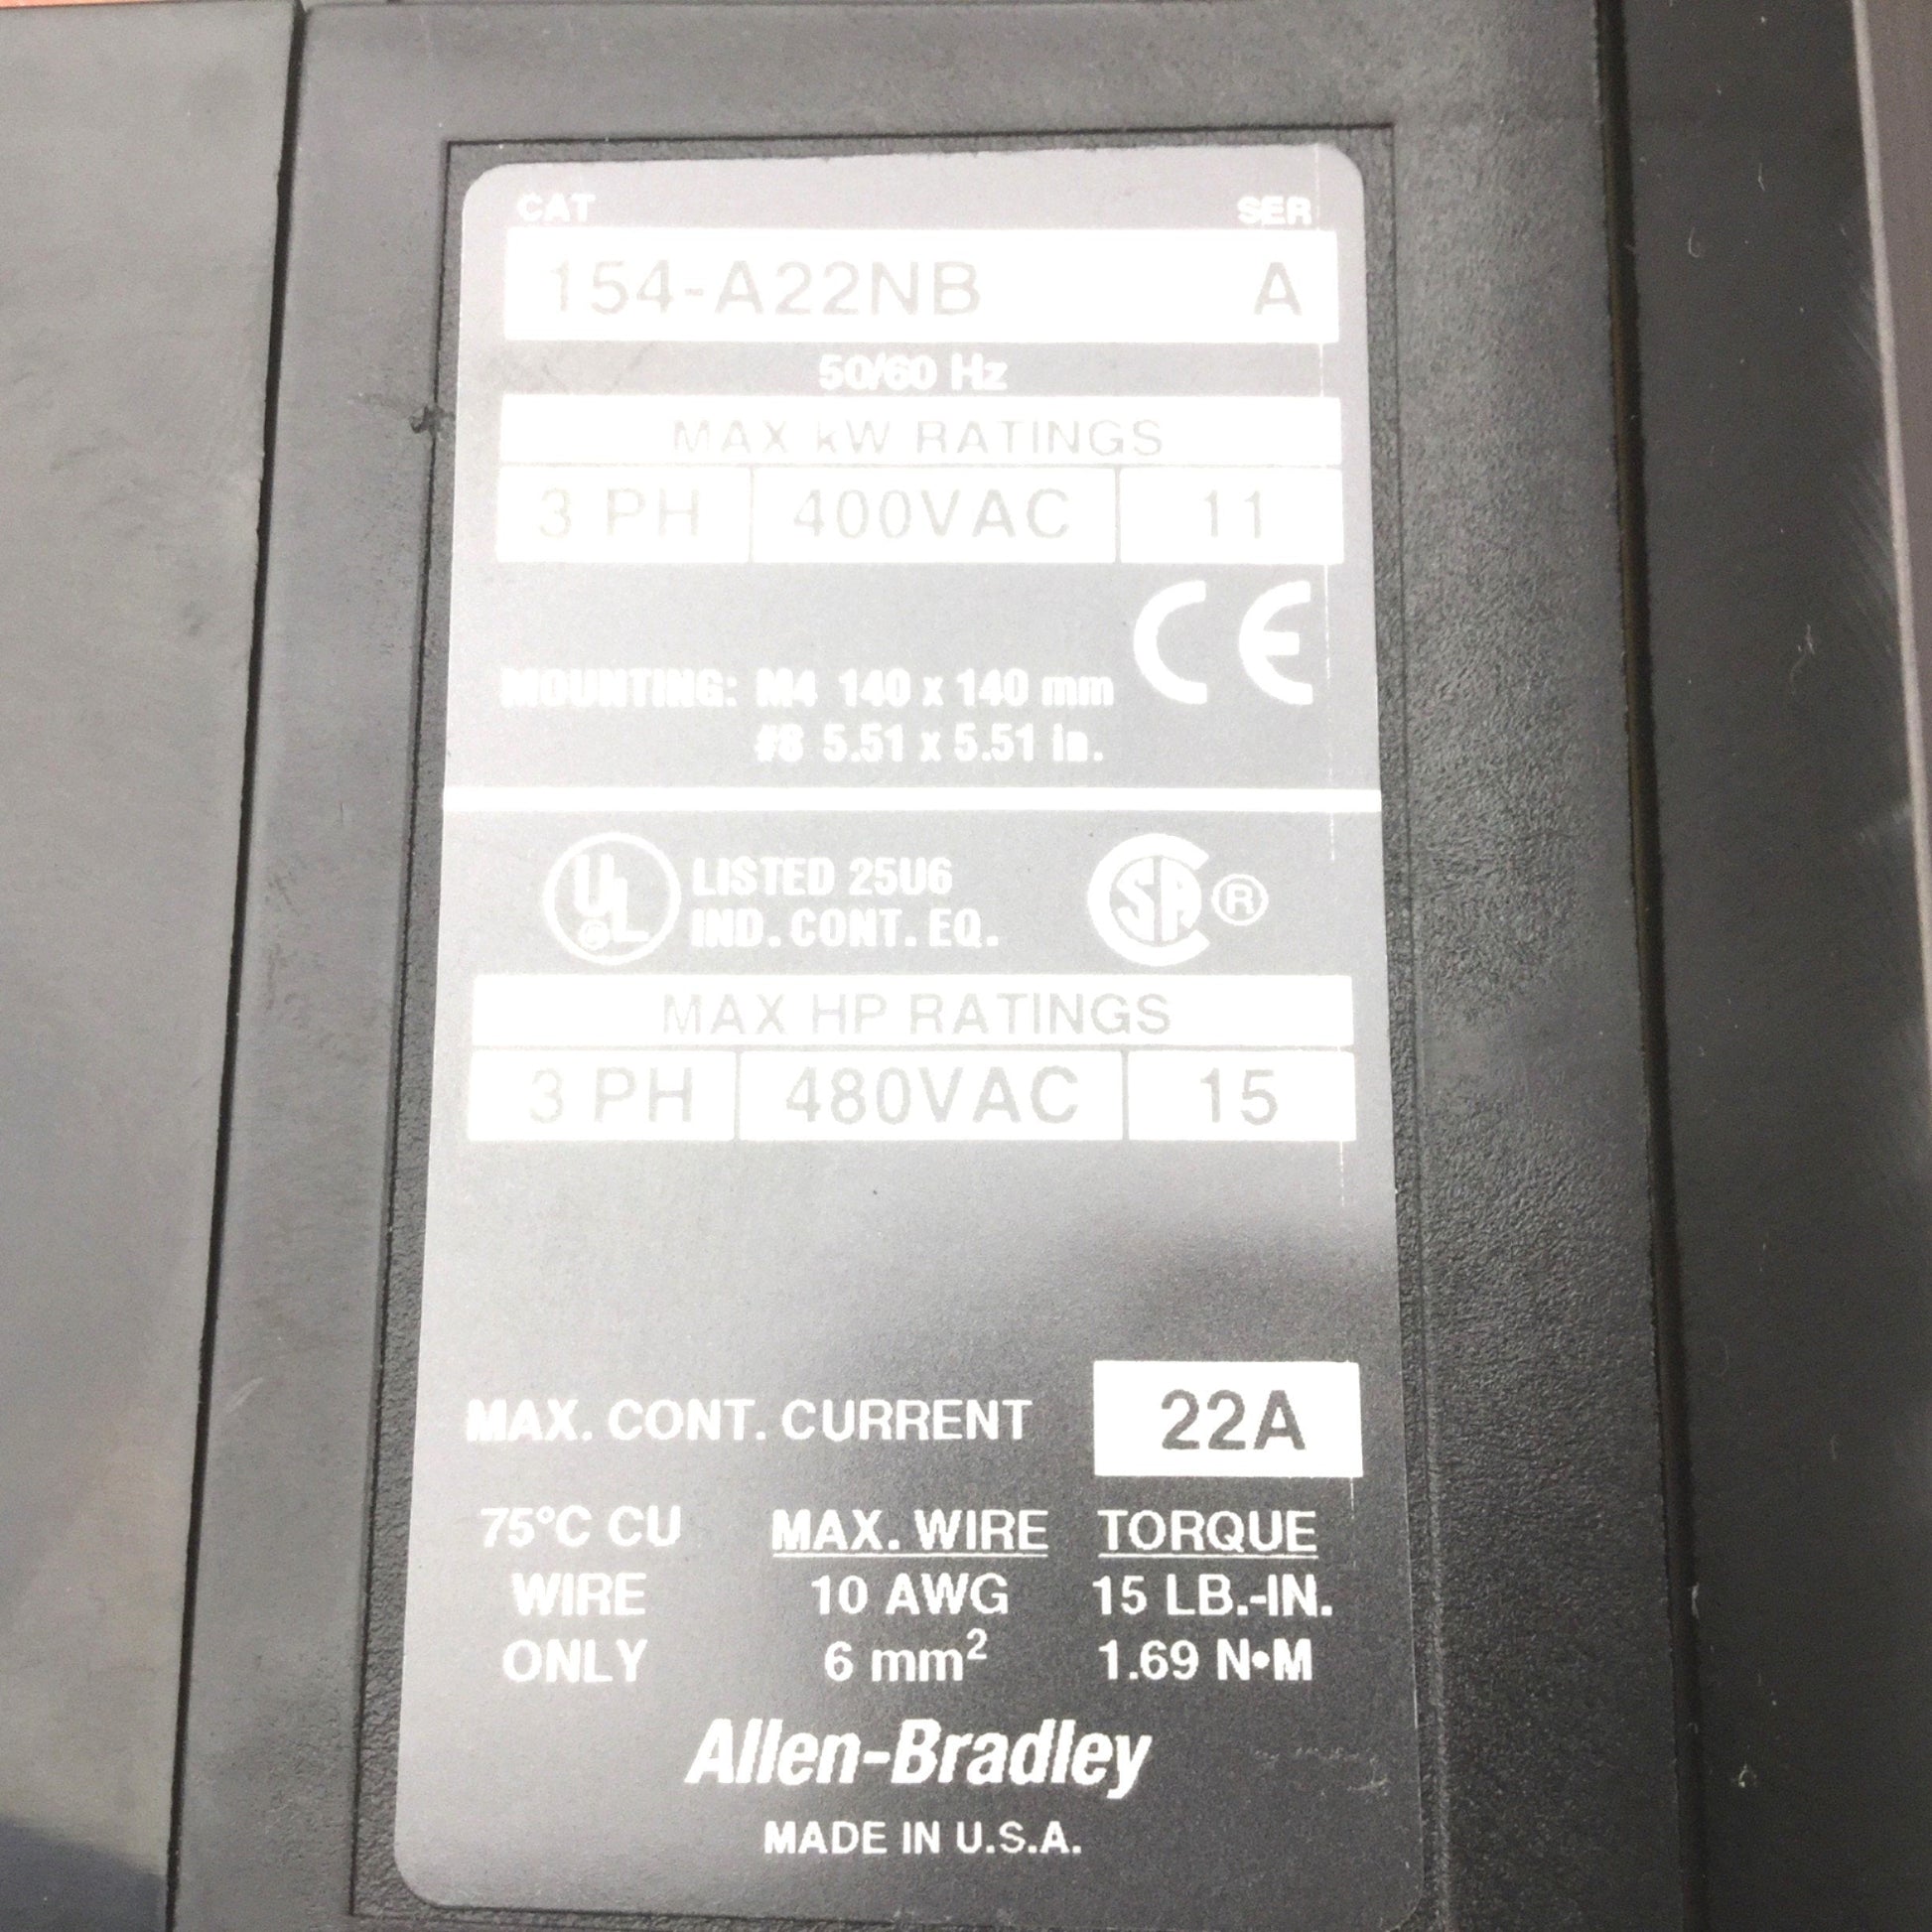 CAT SER
154-A22NB A
50/60 Hz
MAX kW RATINGS
3 PH 400VAC 11
CE
MOUNTING: M4 140 x 140 mm
#8 5.51 x 5.51 in.
UL LISTED 25U6 CSA ®
IND. CONT. EQ.
MAX HP RATINGS
3 PH 480VAC 15
MAX. CONT. CURRENT 22A
75°C CU MAX. WIRE TORQUE
WIRE 10 AWG 15 LB.-IN.
ONLY 6 mm² 1.69 N•M
Allen-Bradley
MADE IN U.S.A.